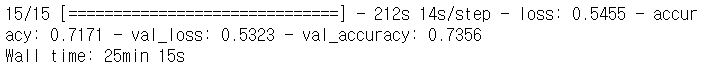 15/15 [==============================] - 212s 14s/step - loss: 0.5455 - accur
acy: 0.7171 - val_loss: 0.5323 - val_accuracy: 0.7356
Wall time: 25min 15s